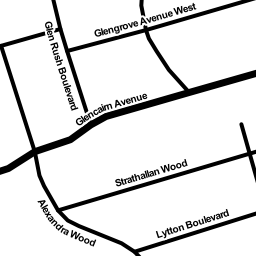 Glengrove Avenue West
Glen Rush Boulevard
Glencairn Avenue
Strathallan Wood
Alexandra Wood
Lytton Boulevard